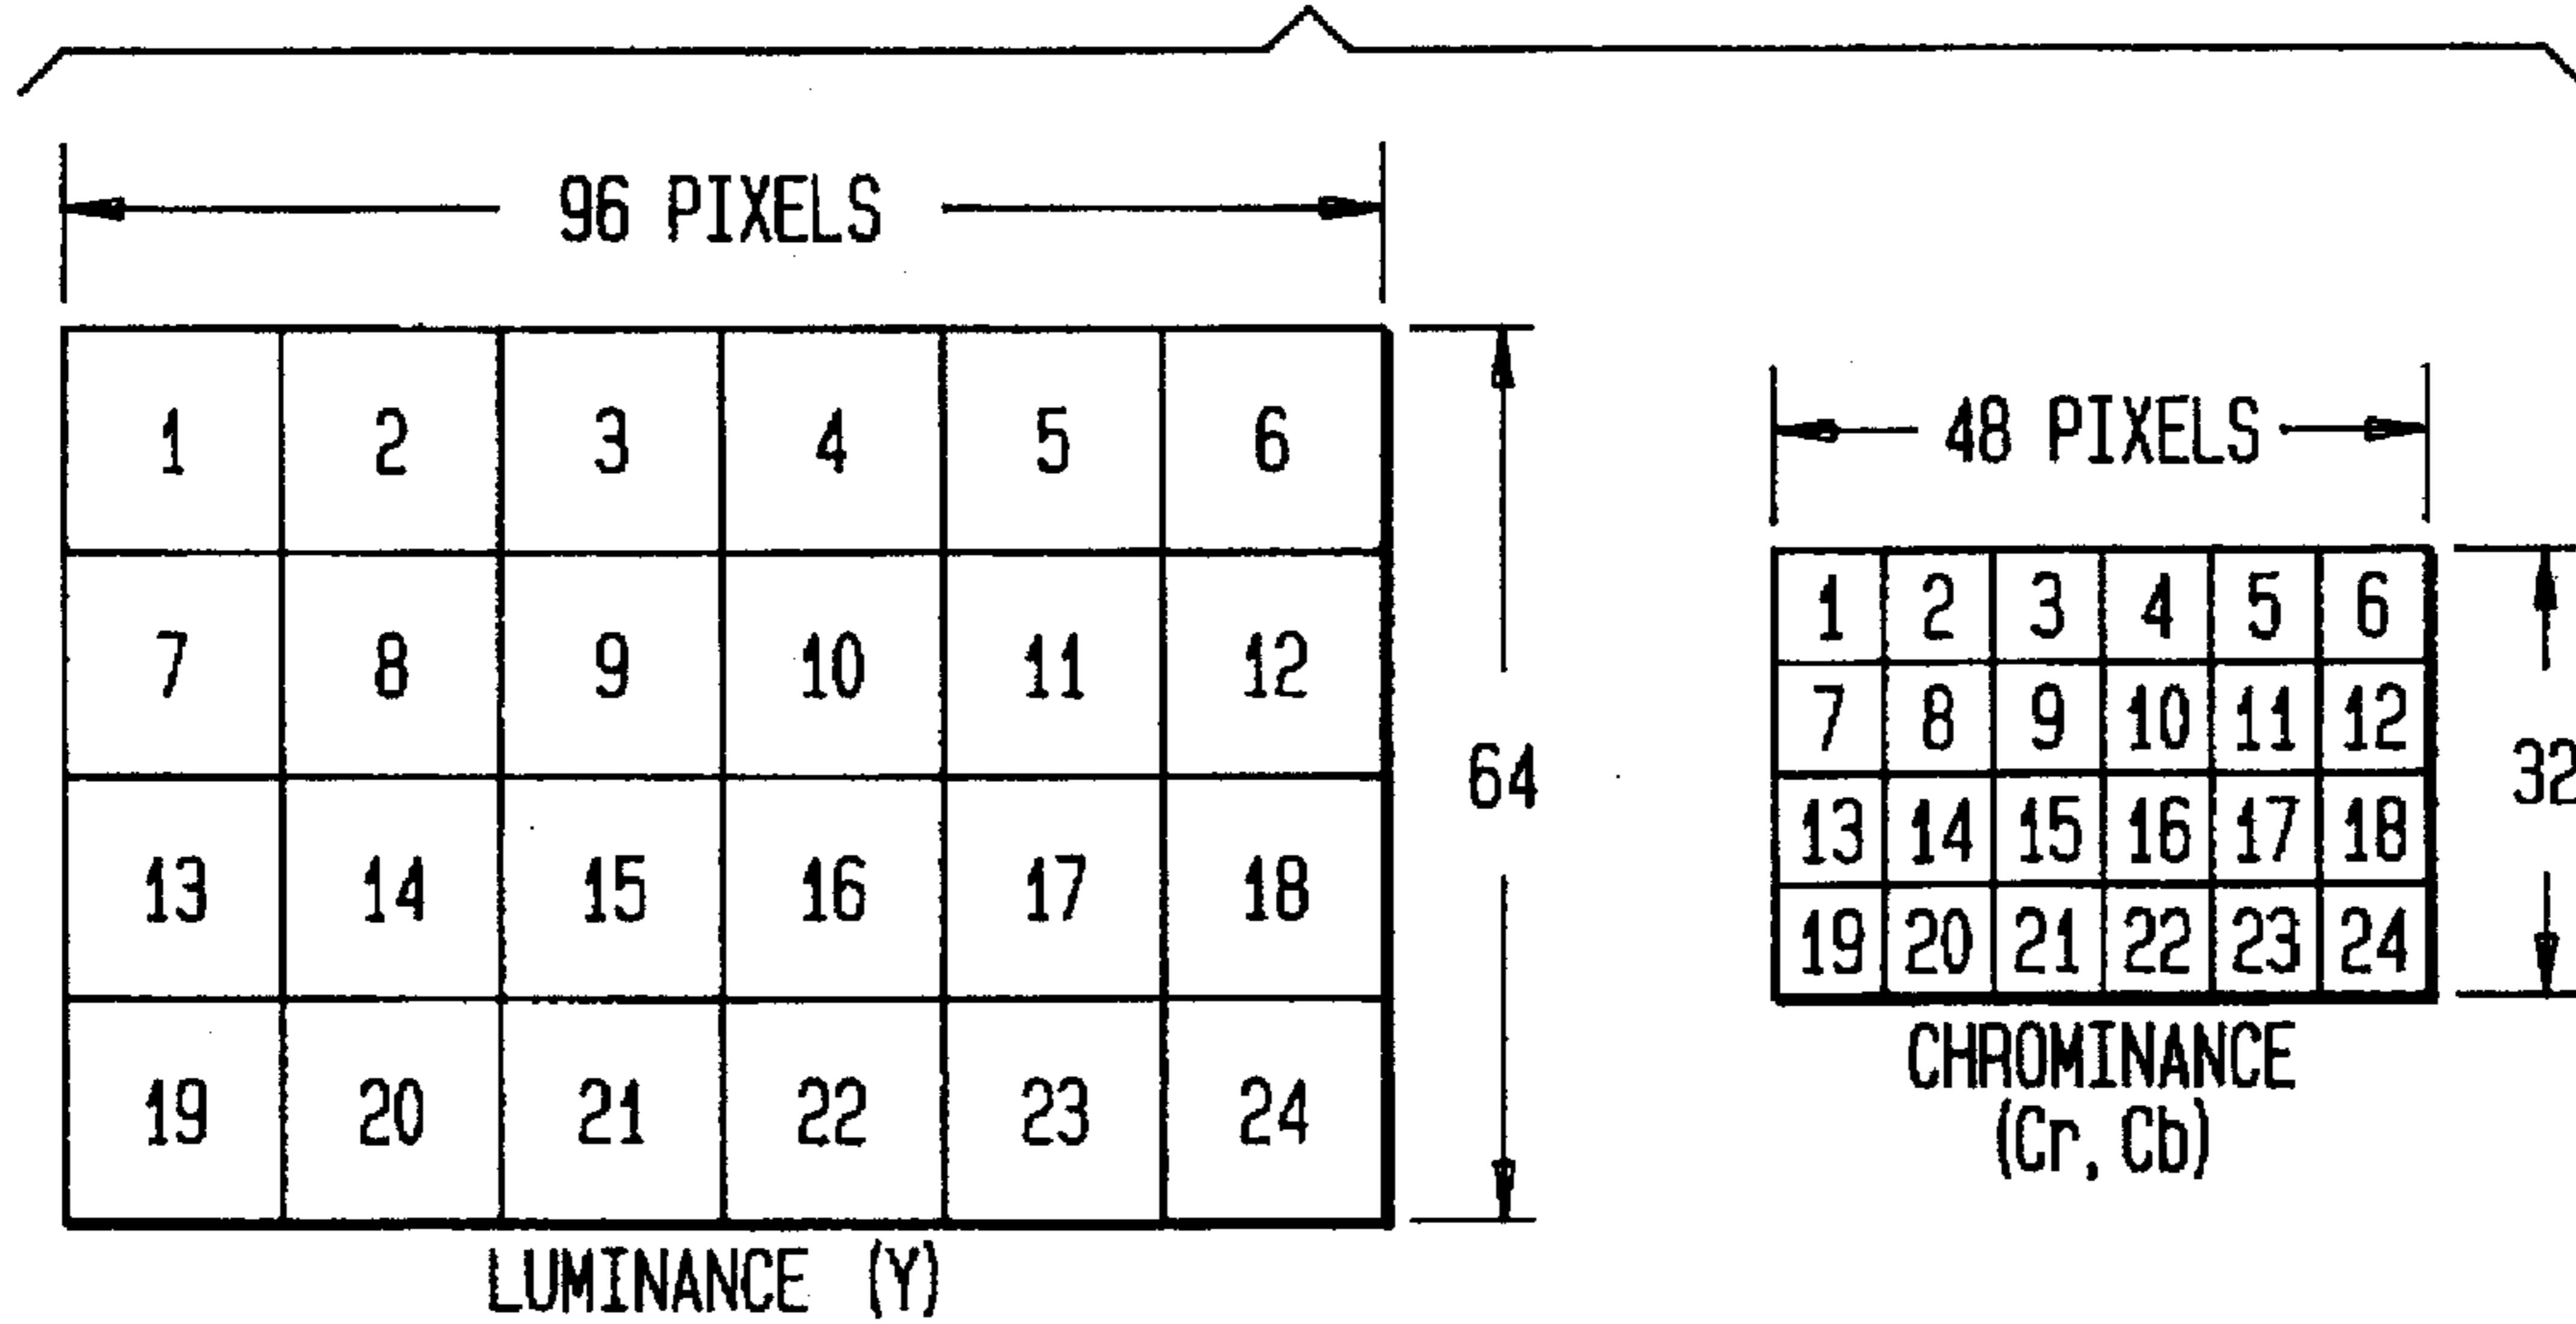 96 PIXELS
1 2 3 4 5 6
7 8 9 10 11 12
13 14 15 16 17 18
19 20 21 22 23 24
64
LUMINANCE (Y)
48 PIXELS
1 2 3 4 5 6
7 8 9 10 11 12
13 14 15 16 17 18
19 20 21 22 23 24
32
CHROMINANCE
(Cr, Cb)